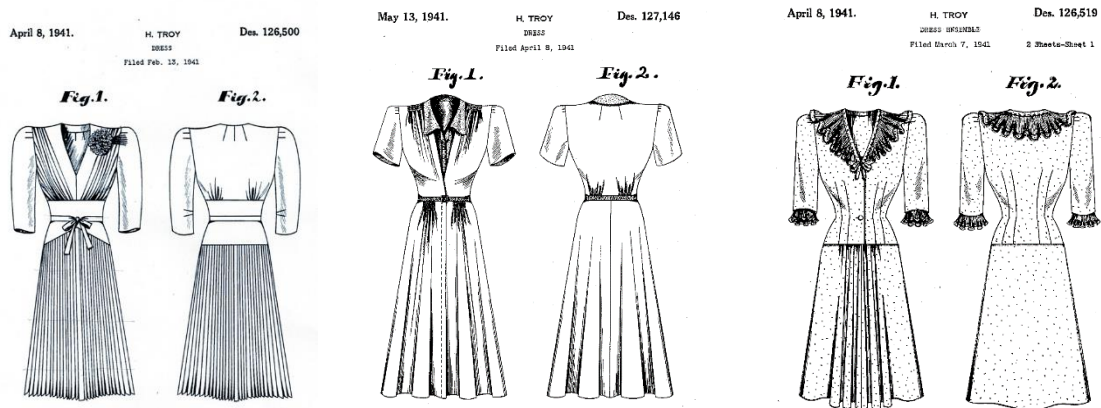 April 8, 1941.
H. TROY
Des. 126,500
DRESS
Filed Feb. 13, 1941
Fig.1.
Fig.2.
May 13, 1941.
H. TROY
Des. 127,146
DRESS
Filed April 8, 1941
Fig.1.
Fig.2.
April 8, 1941.
H. TROY
Des. 126,519
DRESS ENSEMBLE
Filed March 7, 1941
2 Sheets-Sheet 1
Fig.1.
Fig.2.